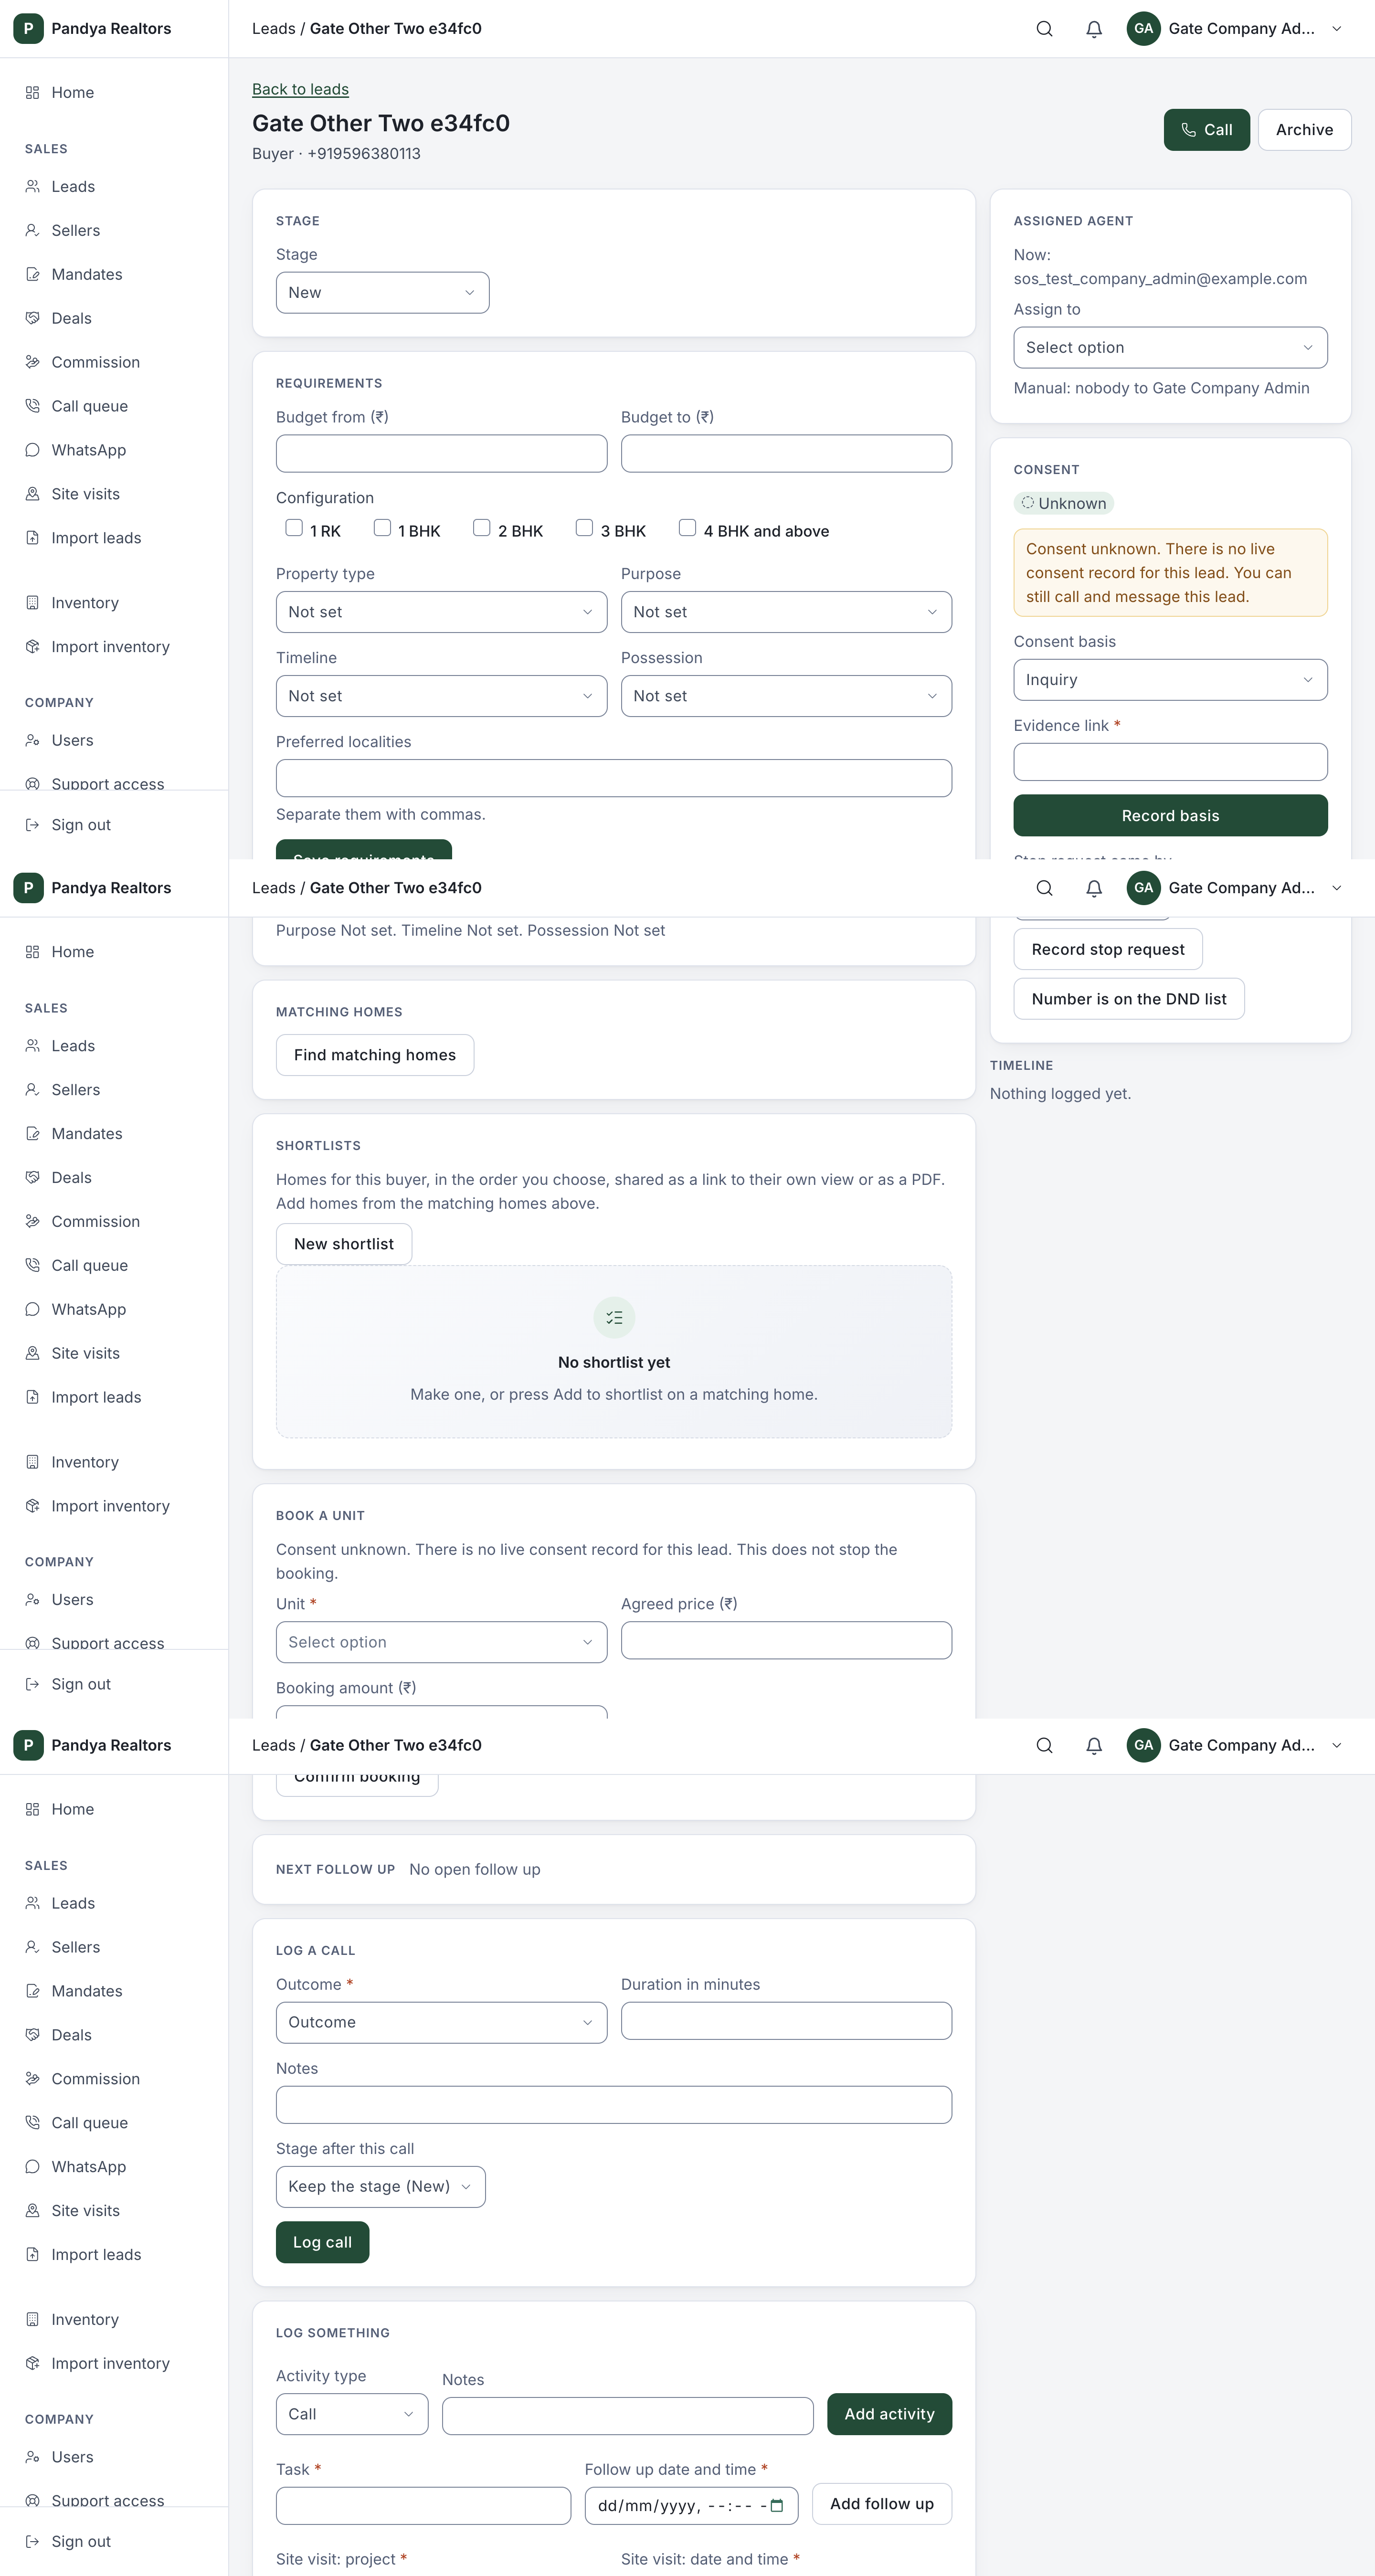 P Pandya Realtors
Leads / Gate Other Two e34fc0
GA Gate Company Ad...
Home
SALES
Leads
Sellers
Mandates
Deals
Commission
Call queue
WhatsApp
Site visits
Import leads
Inventory
Import inventory
COMPANY
Users
Support access
Sign out
Back to leads
Gate Other Two e34fc0
Buyer · +919596380113
Call
Archive
STAGE
Stage
New
REQUIREMENTS
Budget from (₹) Budget to (₹)
Configuration
1 RK 1 BHK 2 BHK 3 BHK 4 BHK and above
Property type Purpose
Not set Not set
Timeline Possession
Not set Not set
Preferred localities
Separate them with commas.
Save requirements
ASSIGNED AGENT
Now:
sos_test_company_admin@example.com
Assign to
Select option
Manual: nobody to Gate Company Admin
CONSENT
Unknown
Consent unknown. There is no live
consent record for this lead. You can
still call and message this lead.
Consent basis
Inquiry
Evidence link *
Record basis
Stop request came by
P Pandya Realtors
Leads / Gate Other Two e34fc0
GA Gate Company Ad...
Home
SALES
Leads
Sellers
Mandates
Deals
Commission
Call queue
WhatsApp
Site visits
Import leads
Inventory
Import inventory
COMPANY
Users
Support access
Sign out
Purpose Not set. Timeline Not set. Possession Not set
MATCHING HOMES
Find matching homes
SHORTLISTS
Homes for this buyer, in the order you choose, shared as a link to their own view or as a PDF.
Add homes from the matching homes above.
New shortlist
No shortlist yet
Make one, or press Add to shortlist on a matching home.
BOOK A UNIT
Consent unknown. There is no live consent record for this lead. This does not stop the
booking.
Unit * Agreed price (₹)
Select option
Booking amount (₹)
Record stop request
Number is on the DND list
TIMELINE
Nothing logged yet.
P Pandya Realtors
Leads / Gate Other Two e34fc0
GA Gate Company Ad...
Home
SALES
Leads
Sellers
Mandates
Deals
Commission
Call queue
WhatsApp
Site visits
Import leads
Inventory
Import inventory
COMPANY
Users
Support access
Sign out
Confirm booking
NEXT FOLLOW UP No open follow up
LOG A CALL
Outcome * Duration in minutes
Outcome
Notes
Stage after this call
Keep the stage (New)
Log call
LOG SOMETHING
Activity type Notes
Call
Add activity
Task * Follow up date and time *
dd/mm/yyyy, --:-- -
Add follow up
Site visit: project * Site visit: date and time *